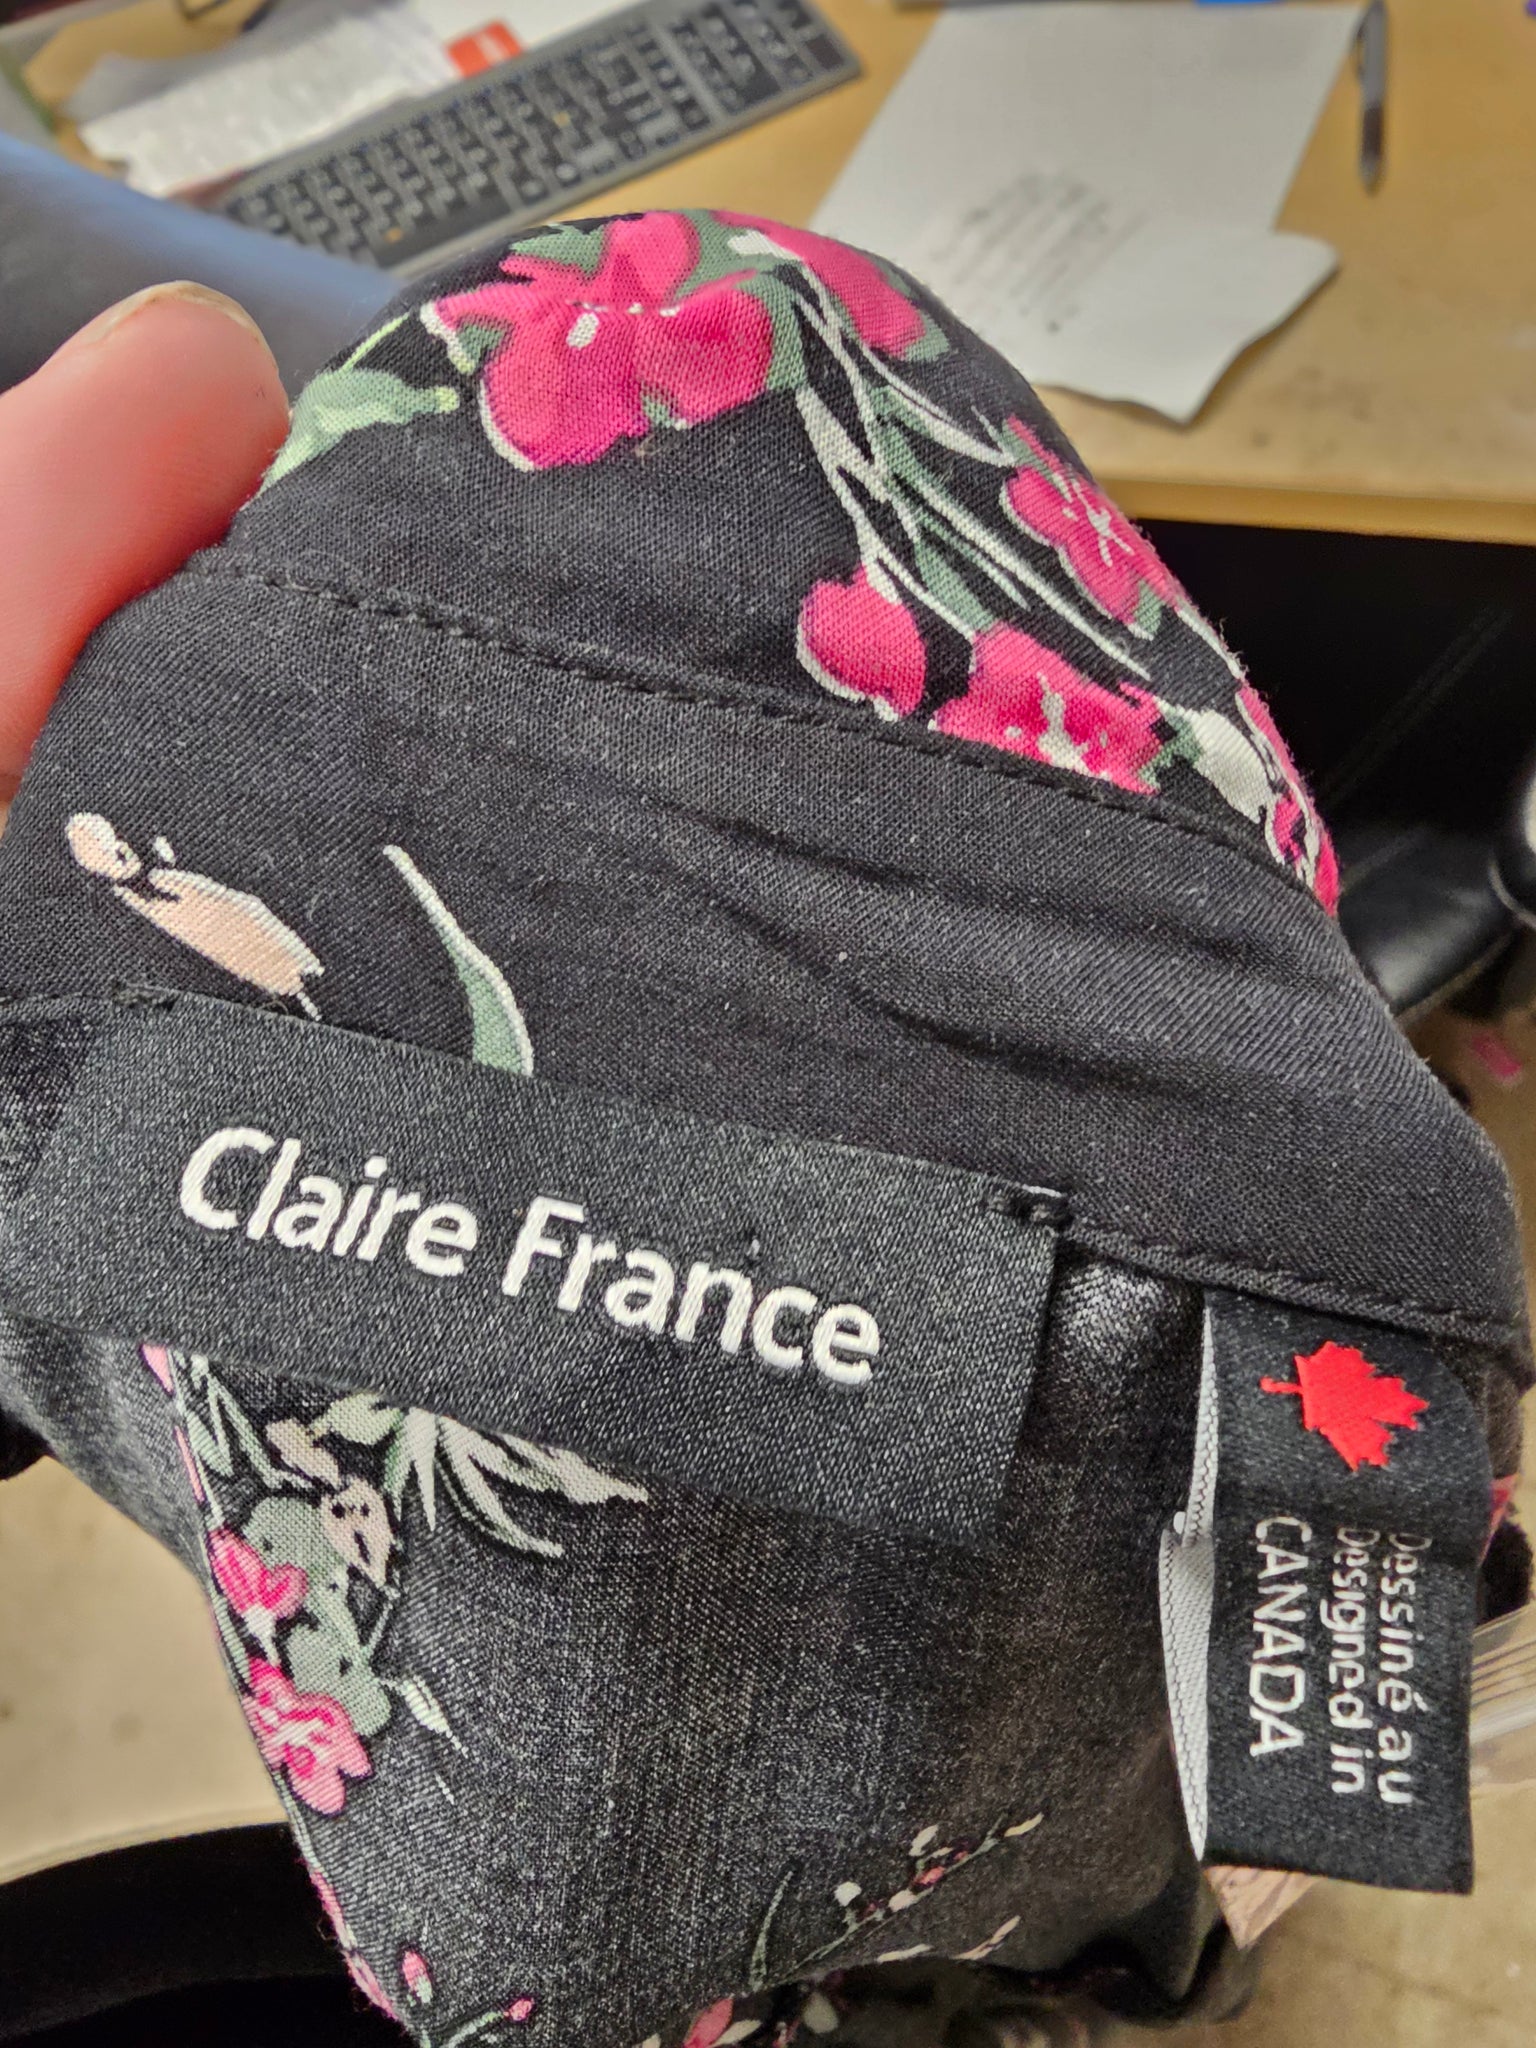 Claire France
Dessiné au
Designed in
CANADA